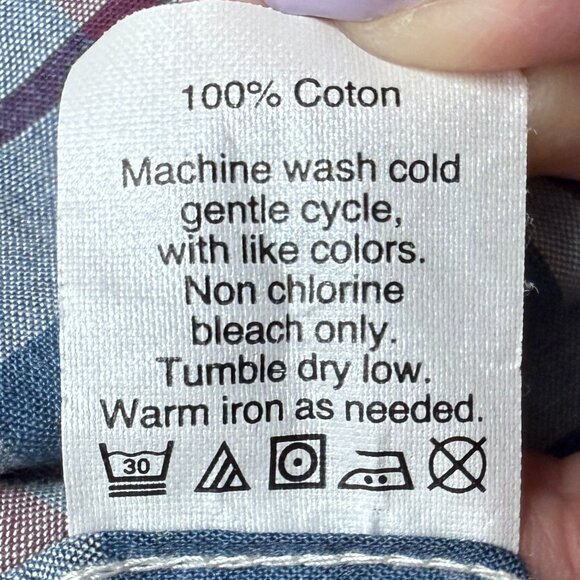 100% Coton
Machine wash cold
gentle cycle,
with like colors.
Non chlorine
bleach only.
Tumble dry low.
Warm iron as needed.
30